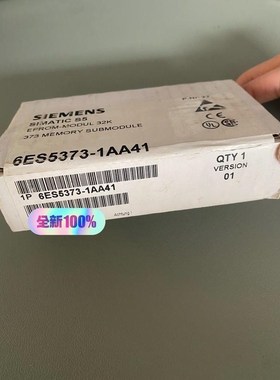 SIEMENS
SIMATIC S5
EPROM-MODUL 32K
373 MEMORY SUBMODULE
6ES5373-1AA41
QTY 1
VERSION
01
1P 6ES5373-1AA41
全新100%